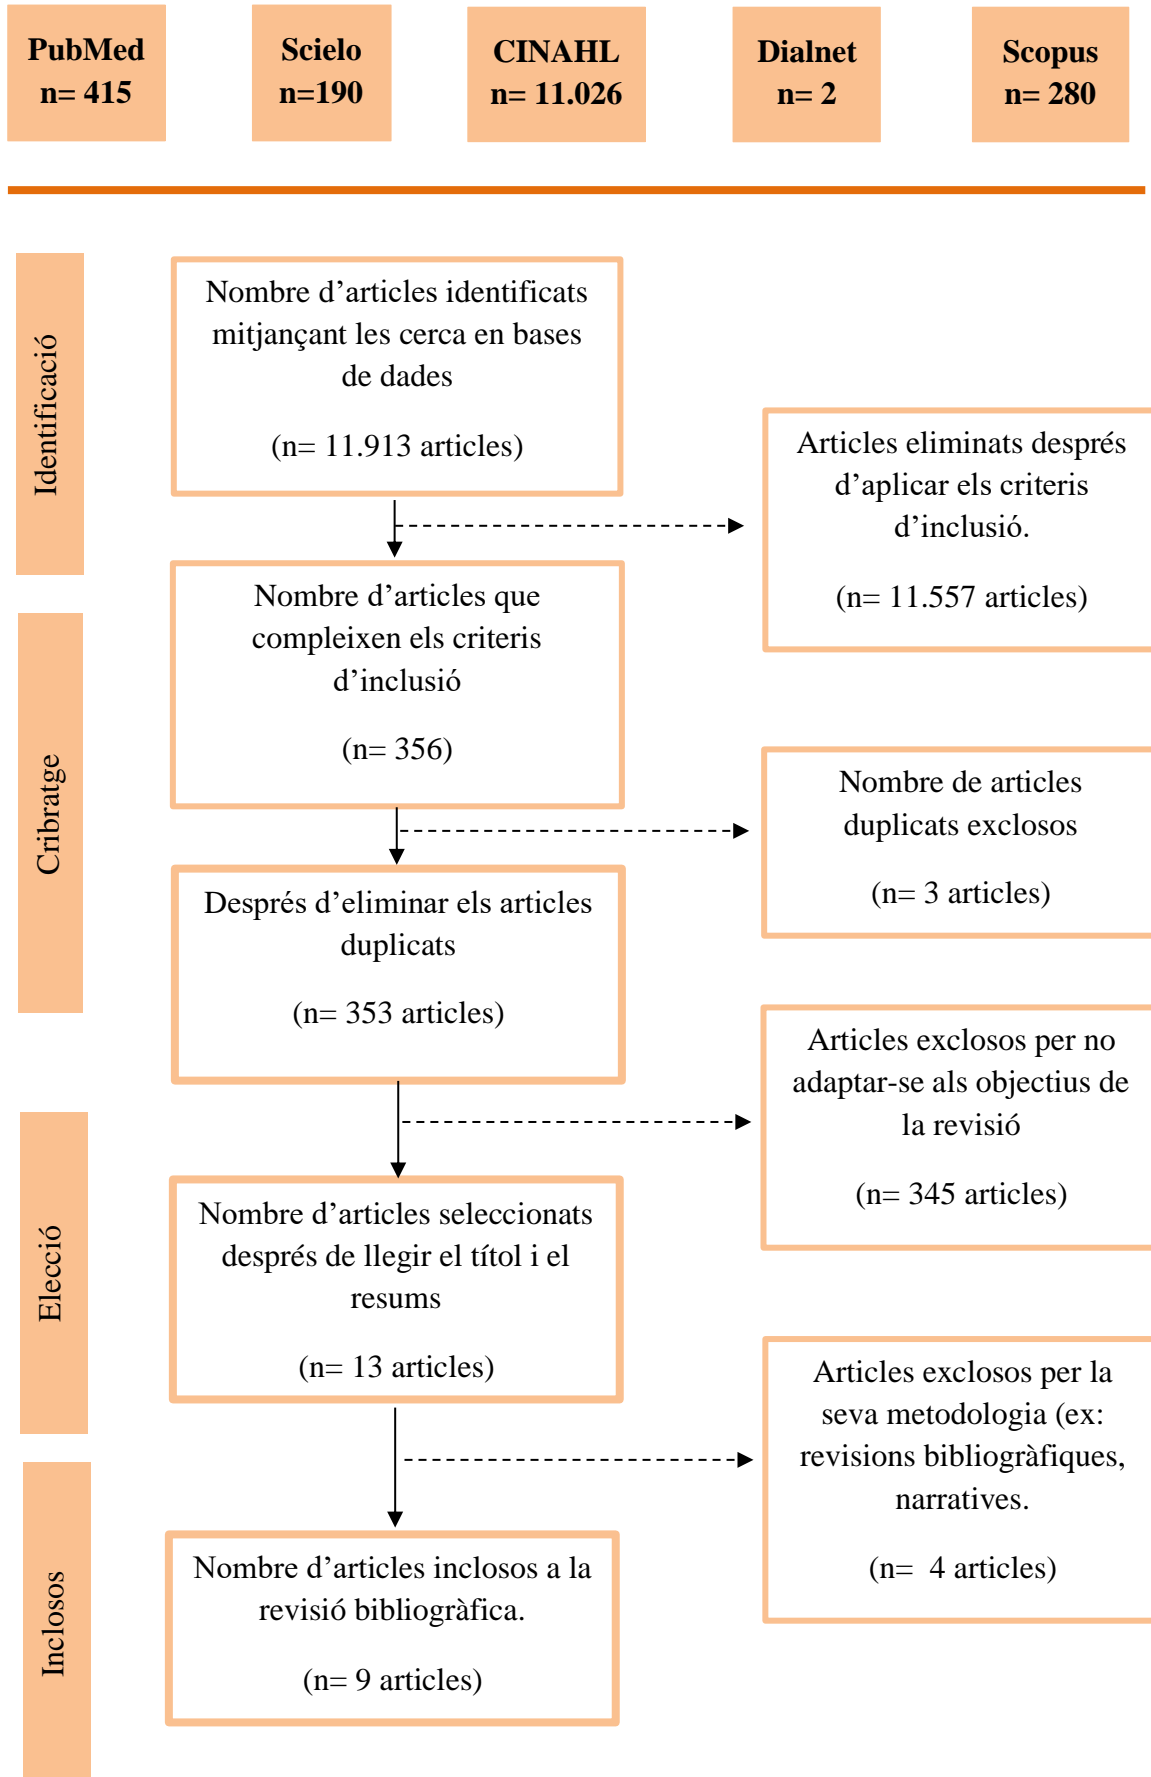 PubMed
n= 415
Scielo
n=190
CINAHL
n= 11.026
Dialnet
n= 2
Scopus
n= 280
Identificació
Nombre d’articles identificats
mitjançant les cerca en bases
de dades
(n= 11.913 articles)
Articles eliminats després
d’aplicar els criteris
d’inclusió.
(n= 11.557 articles)
Cribratge
Nombre d’articles que
compleixen els criteris
d’inclusió
(n= 356)
Nombre de articles
duplicats exclosos
(n= 3 articles)
Després d’eliminar els articles
duplicats
(n= 353 articles)
Articles exclosos per no
adaptar-se als objectius de
la revisió
(n= 345 articles)
Elecció
Nombre d’articles seleccionats
després de llegir el títol i el
resums
(n= 13 articles)
Articles exclosos per la
seva metodologia (ex:
revisions bibliogràfiques,
narratives.
(n=  4 articles)
Inclosos
Nombre d’articles inclosos a la
revisió bibliogràfica.
(n= 9 articles)